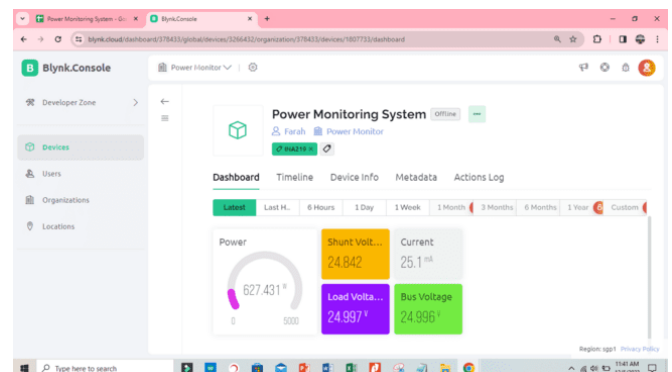 Power Monitoring System - Go
Blynk.Console
blynk.cloud/dashboard/378433/global/devices/3266432/organization/378433/devices/1807733/dashboard
B Blynk.Console
Power Monitor
Developer Zone
Devices
Users
Organizations
Locations
Power Monitoring System Offline
Farah Power Monitor
INA219
Dashboard Timeline Device Info Metadata Actions Log
Latest Last H.. 6 Hours 1 Day 1 Week 1 Month 3 Months 6 Months 1 Year Custom
Power
627.431 W
0 5000
Shunt Volt...
24.842
Current
25.1 mA
Load Volta...
24.997 V
Bus Voltage
24.996 V
Region: sgp1 Privacy Policy
Type here to search
11:41 AM